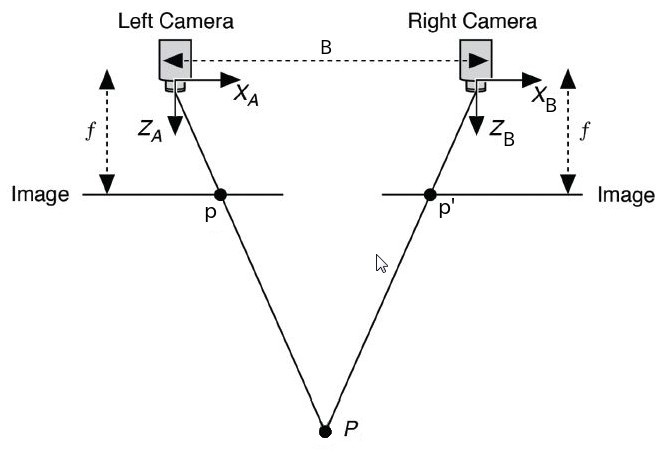 Left Camera
Right Camera
B
X_A
X_B
f
Z_A
Z_B
f
Image
Image
p
p'
P